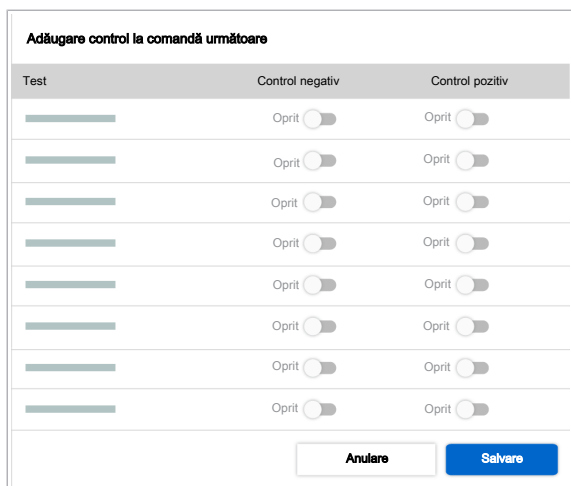 Adăugare control la comandă următoare
Test Control negativ Control pozitiv
Oprit Oprit
Oprit Oprit
Oprit Oprit
Oprit Oprit
Oprit Oprit
Oprit Oprit
Oprit Oprit
Oprit Oprit
Anulare Salvare